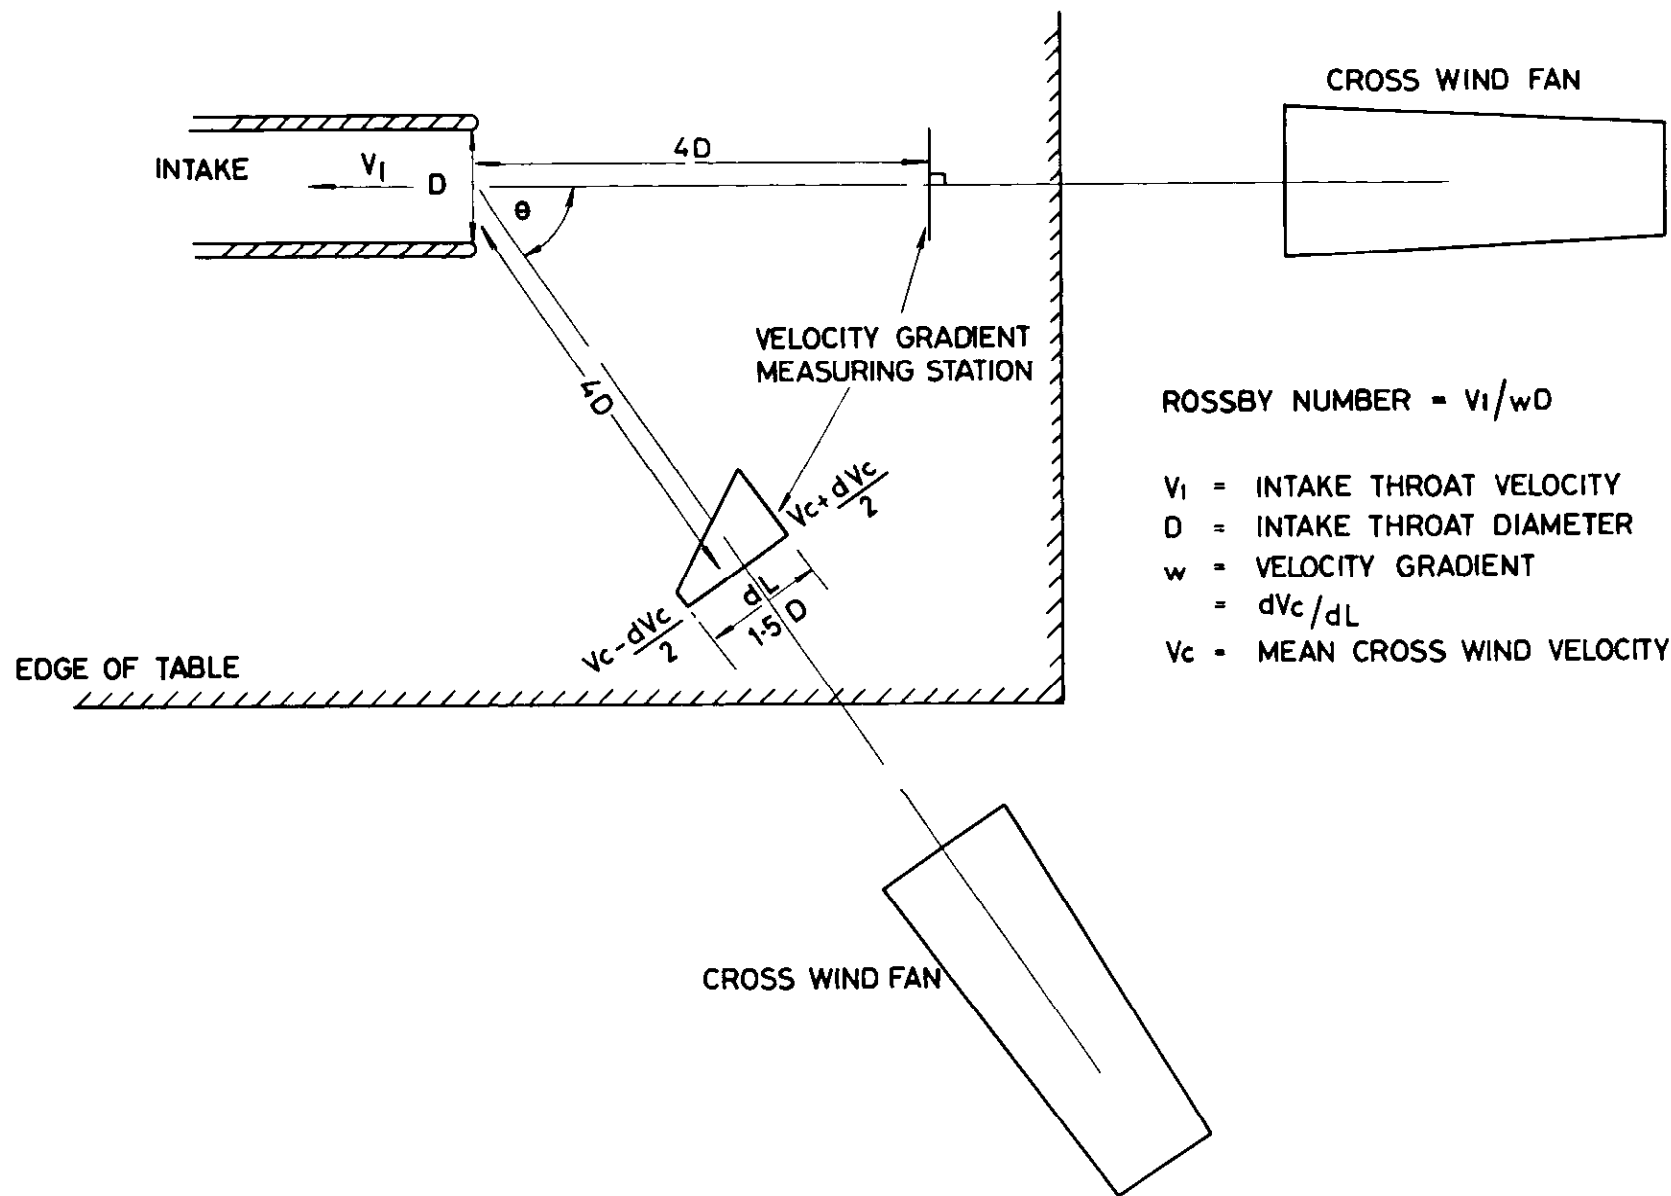 CROSS WIND FAN
INTAKE
V1
D
4D
θ
VELOCITY GRADIENT
MEASURING STATION
4D
Vc + dVc/2
dL
1·5 D
Vc - dVc/2
EDGE OF TABLE
ROSSBY NUMBER = V1/wD
V1 = INTAKE THROAT VELOCITY
D = INTAKE THROAT DIAMETER
w = VELOCITY GRADIENT
= dVc/dL
Vc = MEAN CROSS WIND VELOCITY
CROSS WIND FAN